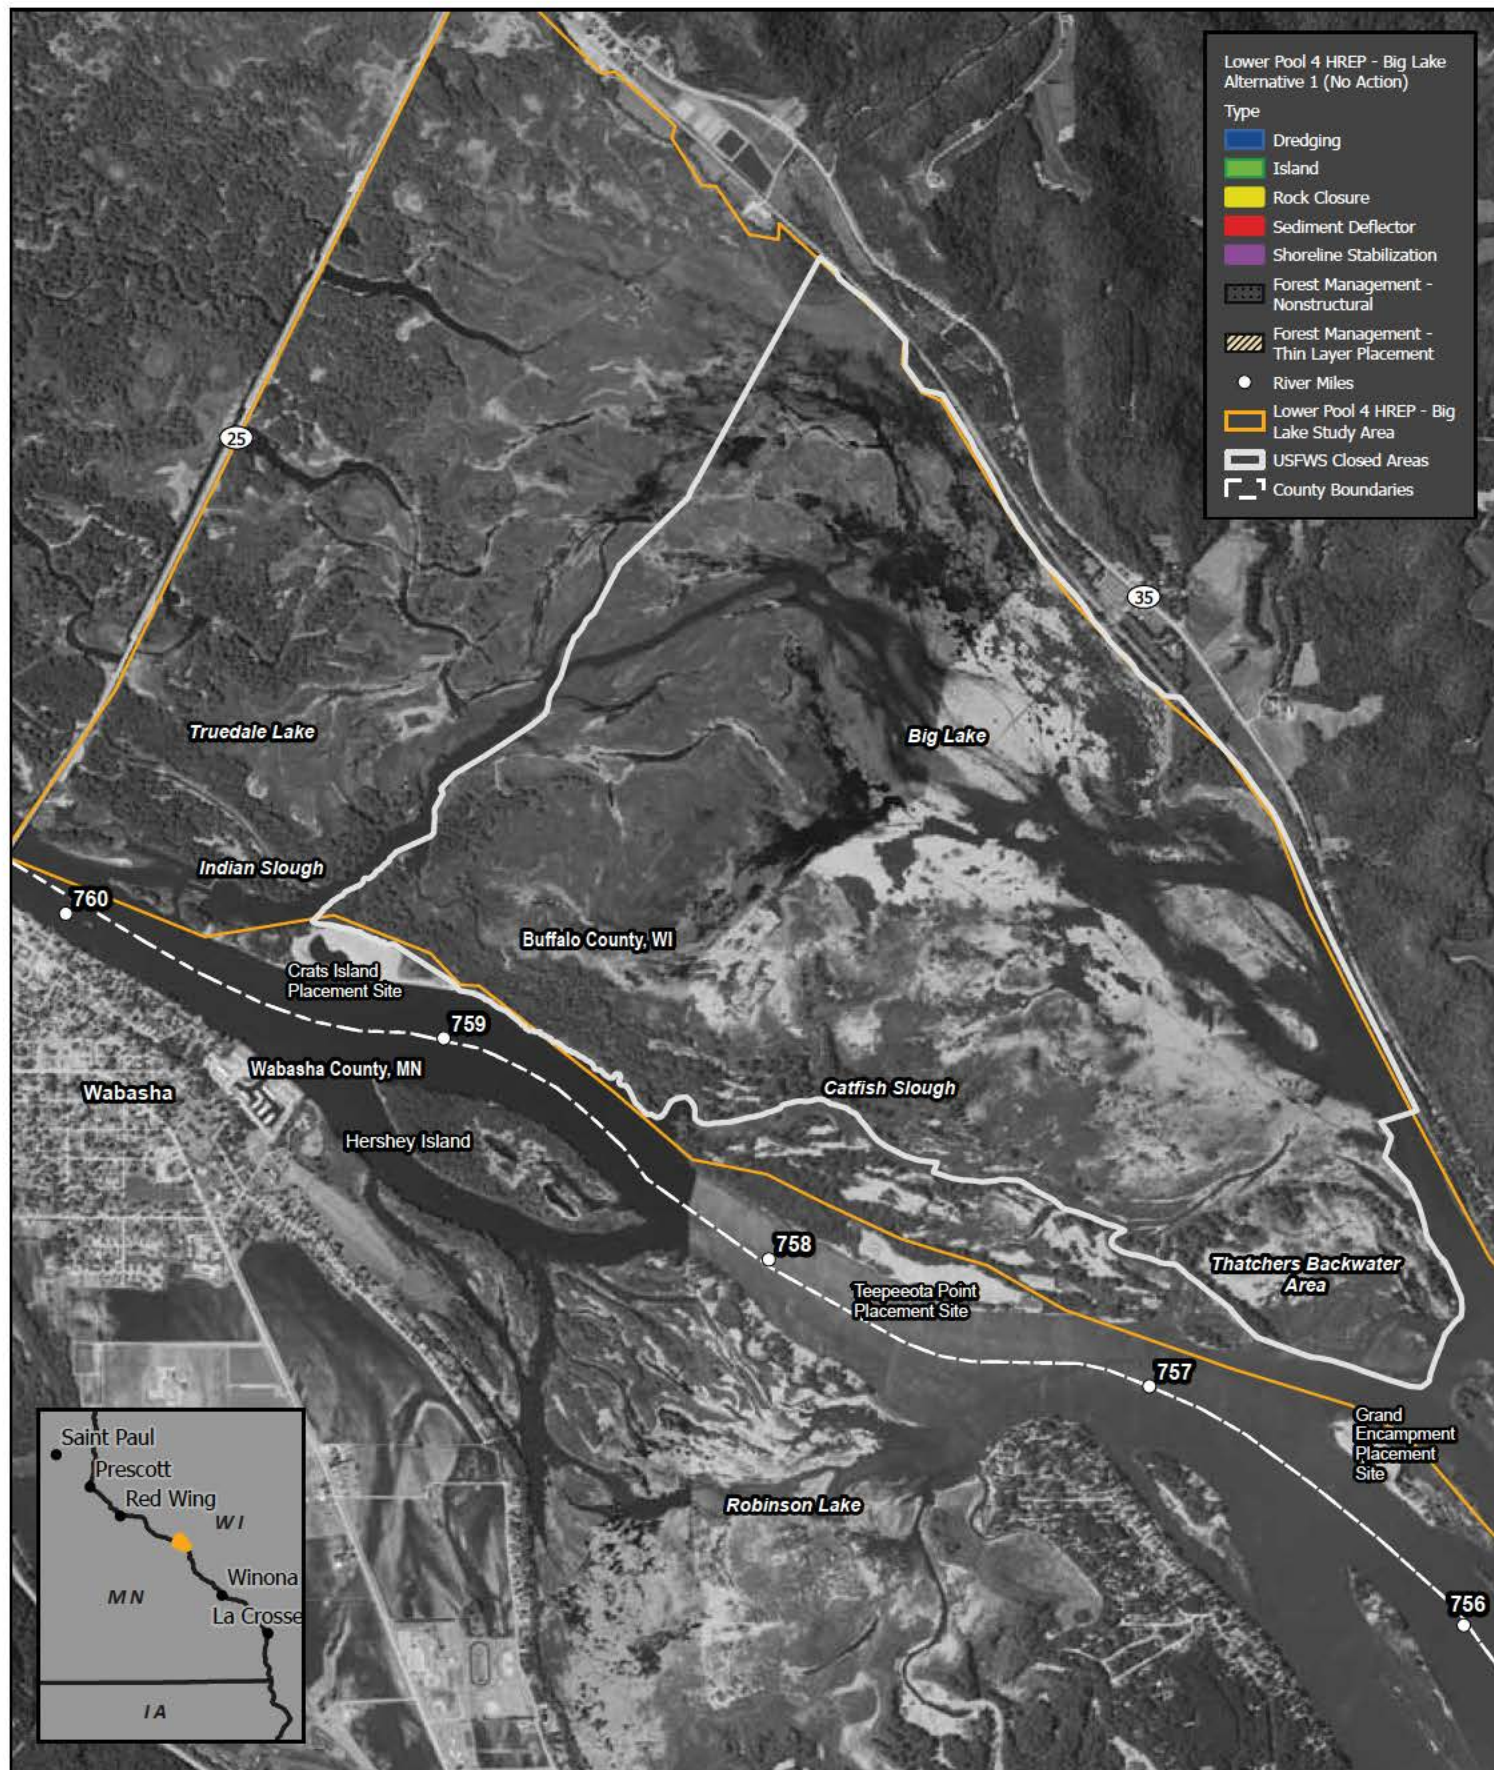 Lower Pool 4 HREP - Big Lake
Alternative 1 (No Action)
Type
Dredging
Island
Rock Closure
Sediment Deflector
Shoreline Stabilization
Forest Management -
Nonstructural
Forest Management -
Thin Layer Placement
River Miles
Lower Pool 4 HREP - Big
Lake Study Area
USFWS Closed Areas
County Boundaries
25
35
Truedale Lake
Big Lake
Indian Slough
760
Buffalo County, WI
Crats Island
Placement Site
759
Wabasha County, MN
Wabasha
Catfish Slough
Hershey Island
758
Thatchers Backwater
Area
Teepeeota Point
Placement Site
757
Grand
Encampment
Placement
Site
Robinson Lake
756
Saint Paul
Prescott
Red Wing
WI
MN
Winona
La Crosse
IA